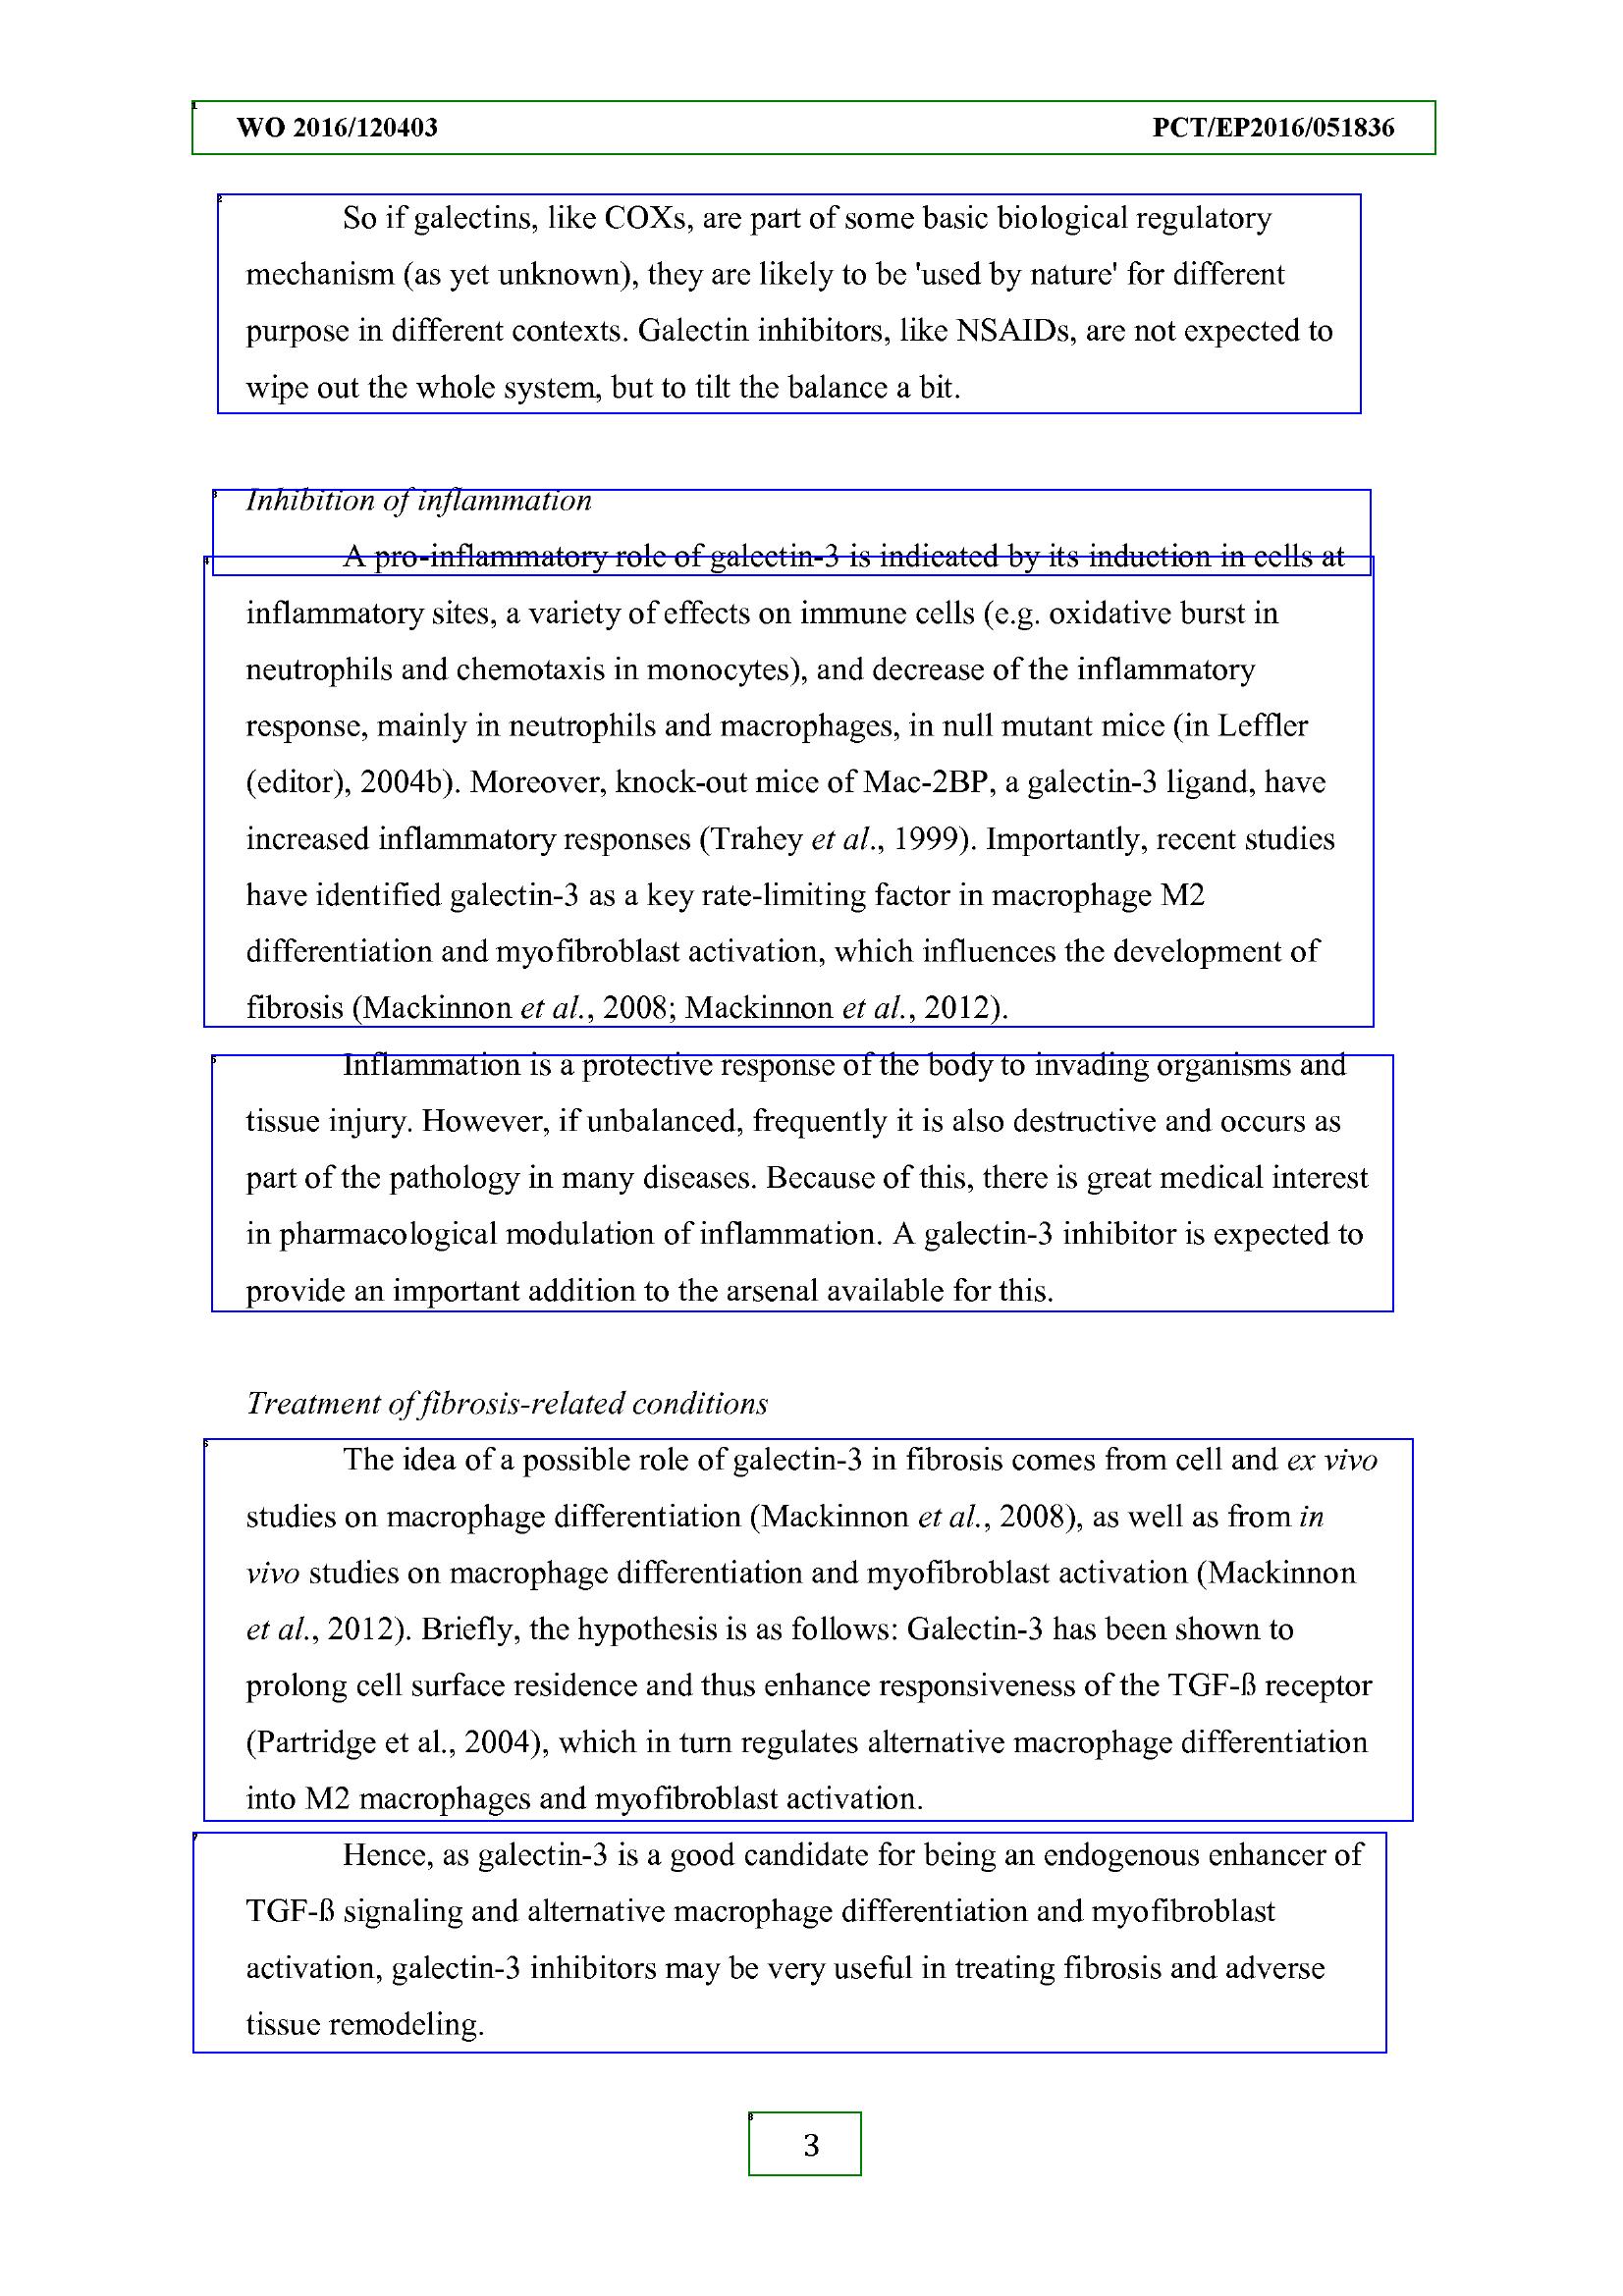 WO 2016/120403 PCT/EP2016/051836
So if galectins, like COXs, are part of some basic biological regulatory
mechanism (as yet unknown), they are likely to be 'used by nature' for different
purpose in different contexts. Galectin inhibitors, like NSAIDs, are not expected to
wipe out the whole system, but to tilt the balance a bit.
Inhibition of inflammation
A pro-inflammatory role of galectin-3 is indicated by its induction in cells at
inflammatory sites, a variety of effects on immune cells (e.g. oxidative burst in
neutrophils and chemotaxis in monocytes), and decrease of the inflammatory
response, mainly in neutrophils and macrophages, in null mutant mice (in Leffler
(editor), 2004b). Moreover, knock-out mice of Mac-2BP, a galectin-3 ligand, have
increased inflammatory responses (Trahey et al., 1999). Importantly, recent studies
have identified galectin-3 as a key rate-limiting factor in macrophage M2
differentiation and myofibroblast activation, which influences the development of
fibrosis (Mackinnon et al., 2008; Mackinnon et al., 2012).
Inflammation is a protective response of the body to invading organisms and
tissue injury. However, if unbalanced, frequently it is also destructive and occurs as
part of the pathology in many diseases. Because of this, there is great medical interest
in pharmacological modulation of inflammation. A galectin-3 inhibitor is expected to
provide an important addition to the arsenal available for this.
Treatment of fibrosis-related conditions
The idea of a possible role of galectin-3 in fibrosis comes from cell and ex vivo
studies on macrophage differentiation (Mackinnon et al., 2008), as well as from in
vivo studies on macrophage differentiation and myofibroblast activation (Mackinnon
et al., 2012). Briefly, the hypothesis is as follows: Galectin-3 has been shown to
prolong cell surface residence and thus enhance responsiveness of the TGF-ß receptor
(Partridge et al., 2004), which in turn regulates alternative macrophage differentiation
into M2 macrophages and myofibroblast activation.
Hence, as galectin-3 is a good candidate for being an endogenous enhancer of
TGF-ß signaling and alternative macrophage differentiation and myofibroblast
activation, galectin-3 inhibitors may be very useful in treating fibrosis and adverse
tissue remodeling.
3